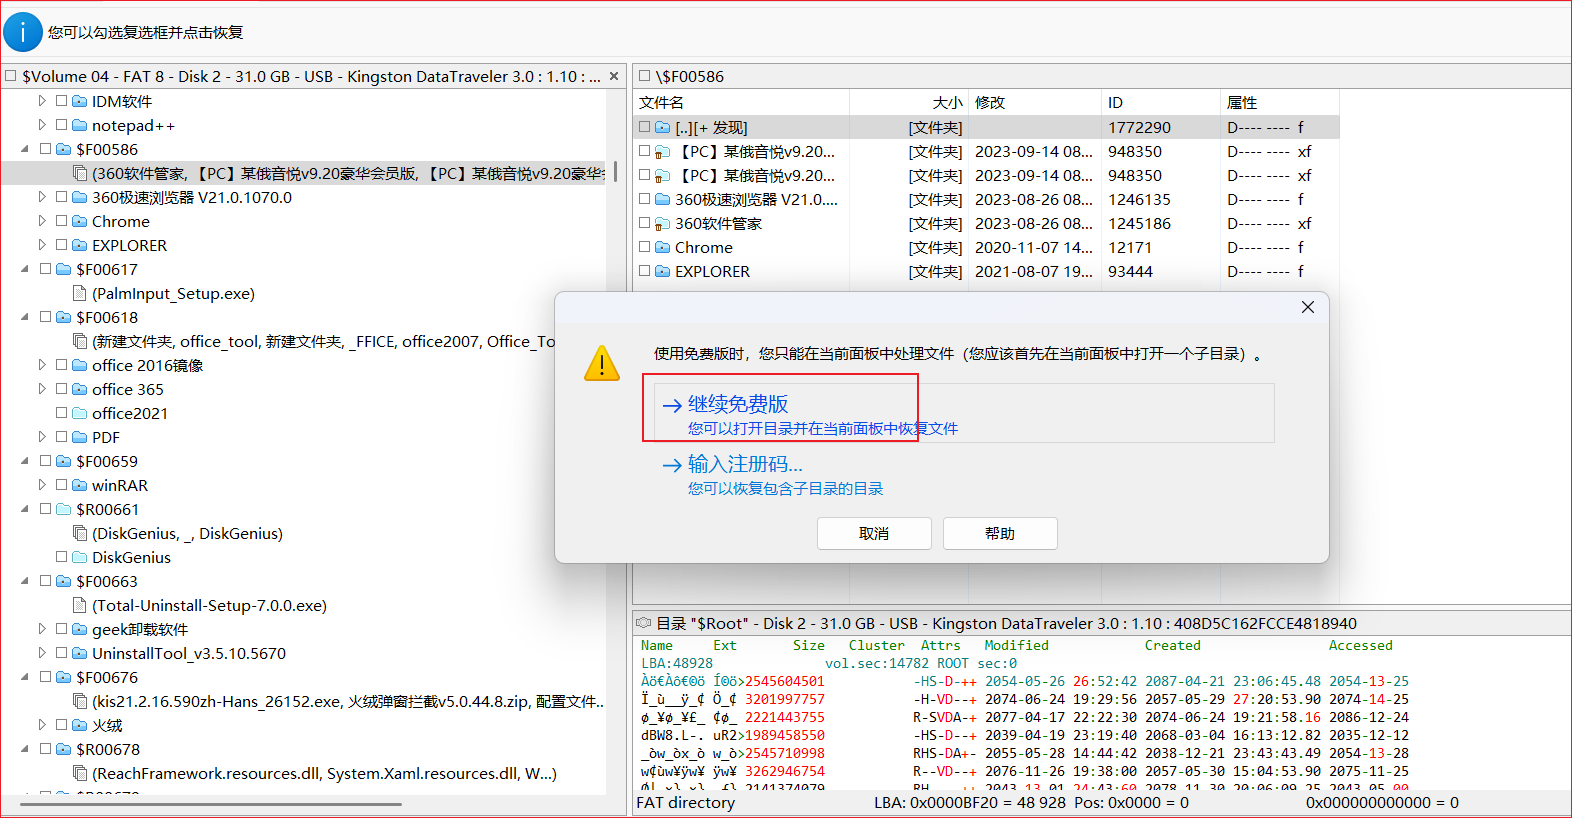 您可以勾选复选框并点击恢复
$Volume 04 - FAT 8 - Disk 2 - 31.0 GB - USB - Kingston DataTraveler 3.0 : 1.10 : ...
IDM软件
notepad++
$F00586
(360软件管家, 【PC】某俄音悦v9.20豪华会员版, 【PC】某俄音悦v9.20豪华
360极速浏览器 V21.0.1070.0
Chrome
EXPLORER
$F00617
(PalmInput_Setup.exe)
$F00618
(新建文件夹, office_tool, 新建文件夹, _FFICE, office2007, Office_To
office 2016镜像
office 365
office2021
PDF
$F00659
winRAR
$R00661
(DiskGenius, _, DiskGenius)
DiskGenius
$F00663
(Total-Uninstall-Setup-7.0.0.exe)
geek卸载软件
UninstallTool_v3.5.10.5670
$F00676
(kis21.2.16.590zh-Hans_26152.exe, 火绒弹窗拦截v5.0.44.8.zip, 配置文件...
火绒
$R00678
(ReachFramework.resources.dll, System.Xaml.resources.dll, W...)
\$F00586
文件名 大小 修改 ID 属性
[..][+ 发现] [文件夹] 1772290 D---- ---- f
【PC】某俄音悦v9.20... [文件夹] 2023-09-14 08... 948350 D---- ---- xf
【PC】某俄音悦v9.20... [文件夹] 2023-09-14 08... 948350 D---- ---- xf
360极速浏览器 V21.0.... [文件夹] 2023-08-26 08... 1246135 D---- ---- f
360软件管家 [文件夹] 2023-08-26 08... 1245186 D---- ---- xf
Chrome [文件夹] 2020-11-07 14... 12171 D---- ---- f
EXPLORER [文件夹] 2021-08-07 19... 93444 D---- ---- f
使用免费版时，您只能在当前面板中处理文件（您应该首先在当前面板中打开一个子目录）。
继续免费版
您可以打开目录并在当前面板中恢复文件
输入注册码...
您可以恢复包含子目录的目录
取消 帮助
目录 "$Root" - Disk 2 - 31.0 GB - USB - Kingston DataTraveler 3.0 : 1.10 : 408D5C162FCCE4818940
Name Ext Size Cluster Attrs Modified Created Accessed
LBA:48928 vol.sec:14782 ROOT sec:0
Àö€Àô€®ö Í®ö>2545604501 -HS-D-++ 2054-05-26 26:52:42 2087-04-21 23:06:45.48 2054-13-25
Ï_ù__ÿ_¢ Ö_¢ 3201997757 -H-VD--+ 2074-06-24 19:29:56 2057-05-29 27:20:53.90 2074-14-25
ø_¥ø_¥£_ ¢ø_ 2221443755 R-SVDA-+ 2077-04-17 22:22:30 2074-06-24 19:21:58.16 2086-12-24
dBW8.L-. uR2>1989458550 -HS-D--+ 2039-04-19 23:19:40 2068-03-04 16:13:12.82 2035-12-12
_òw_òx_ò w_ò>2545710998 RHS-DA+- 2055-05-28 14:44:42 2038-12-21 23:43:43.49 2054-13-28
w¢ùw¥ÿw¥ ÿw¥ 3262946754 R--VD--+ 2076-11-26 19:38:00 2057-05-30 15:04:53.90 2075-11-25
FAT directory LBA: 0x0000BF20 = 48 928 Pos: 0x0000 = 0 0x000000000000 = 0